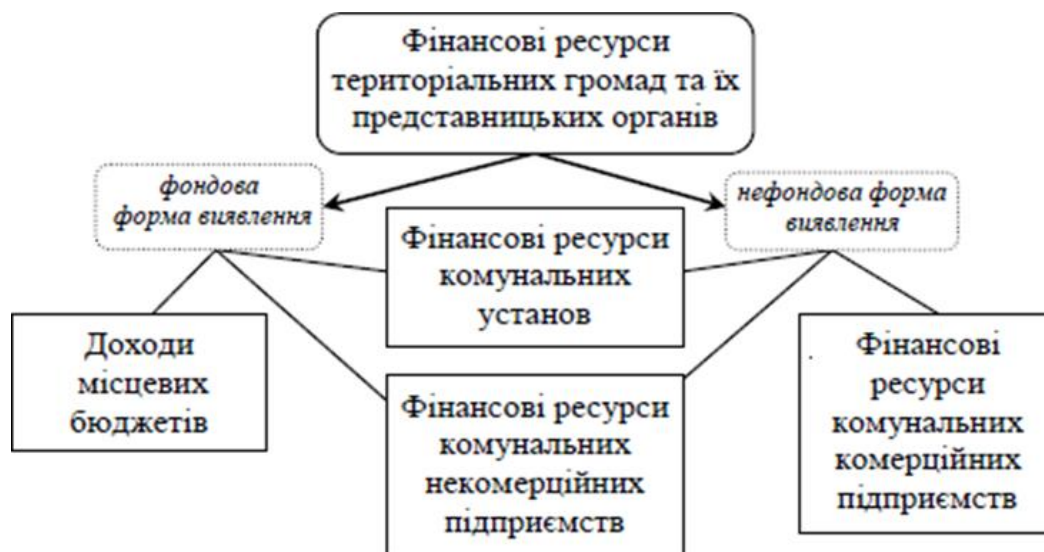 Фінансові ресурси
територіальних громад та їх
представницьких органів
фондова
форма виявлення
нефондова форма
виявлення
Фінансові ресурси
комунальних
установ
Доходи
місцевих
бюджетів
Фінансові ресурси
комунальних
некомерційних
підприємств
Фінансові
ресурси
комунальних
комерційних
підприємств